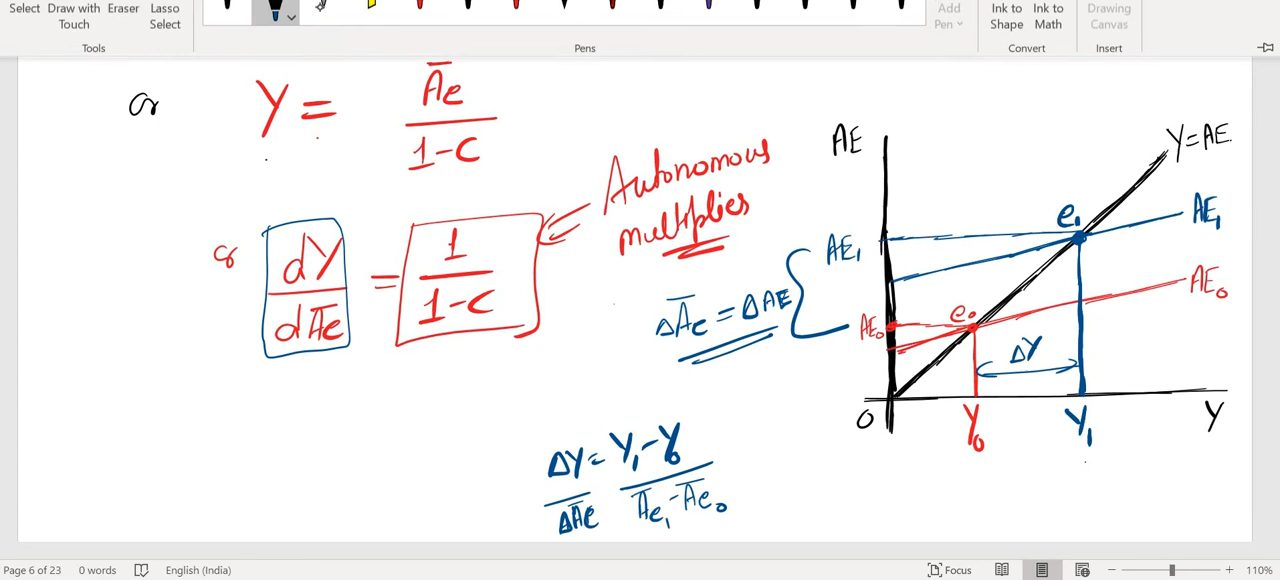 Select Draw with Touch Eraser Lasso Select
Tools
Pens
Add Pen
Ink to Shape Ink to Math
Convert
Drawing Canvas
Insert
or Y = Āe / 1-c
Autonomous
multiplies
8 dY / dĀe = 1 / 1-c
ΔĀe = ΔAE
AE
Y=AE
e₁ AE₁
AE₁
AE₀
e₀
AE₀
ΔY
O Y₀ Y₁ Y
ΔY = Y₁-Y₀
ΔĀe Āe₁-Āe₀
Page 6 of 23 0 words English (India) Focus 110%